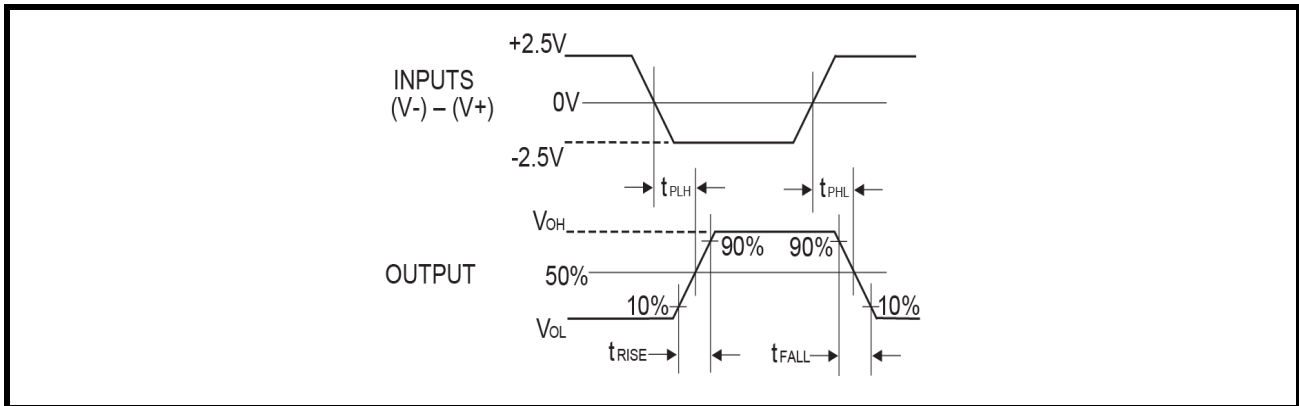 +2.5V
INPUTS
(V-) – (V+)
0V
-2.5V
tPLH
tPHL
VOH
90%
90%
OUTPUT
50%
10%
10%
VOL
tRISE
tFALL